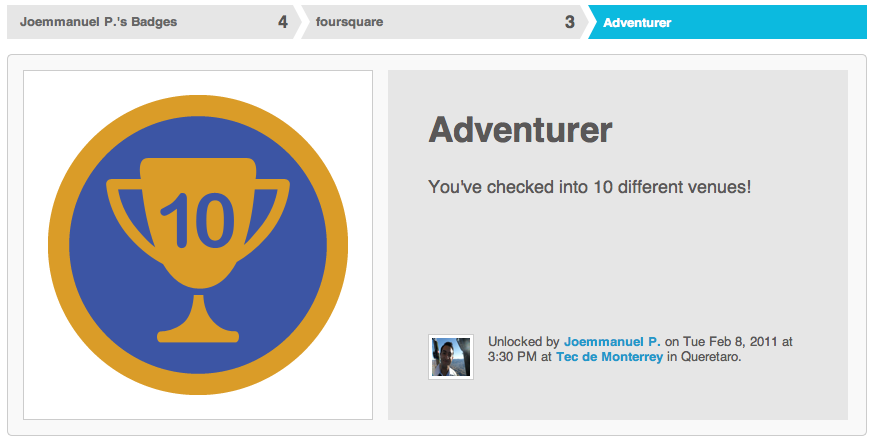 Joemmanuel P.'s Badges 4 foursquare 3 Adventurer
10
Adventurer
You've checked into 10 different venues!
Unlocked by Joemmanuel P. on Tue Feb 8, 2011 at
3:30 PM at Tec de Monterrey in Queretaro.